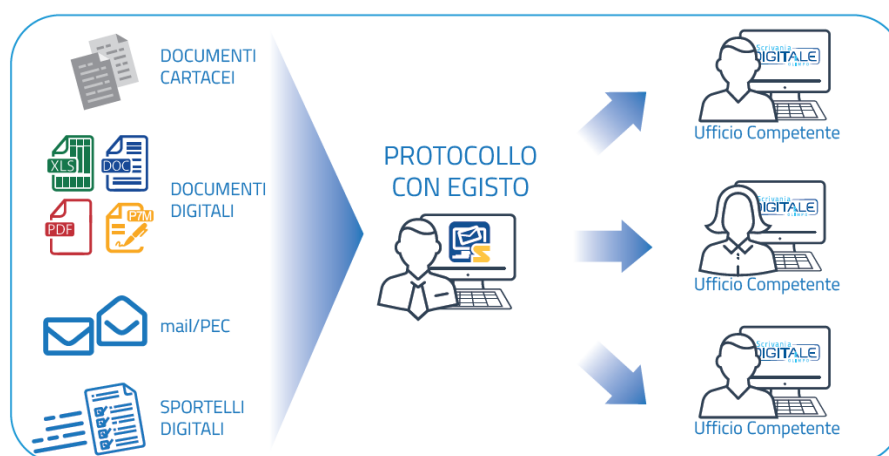 DOCUMENTI
CARTACEI
XLS
DOC
DOCUMENTI
DIGITALI
PDF
P7M
mail/PEC
SPORTELLI
DIGITALI
PROTOCOLLO
CON EGISTO
S
Scrivania
DIGITALE
Ufficio Competente
Scrivania
DIGITALE
Ufficio Competente
Scrivania
DIGITALE
Ufficio Competente